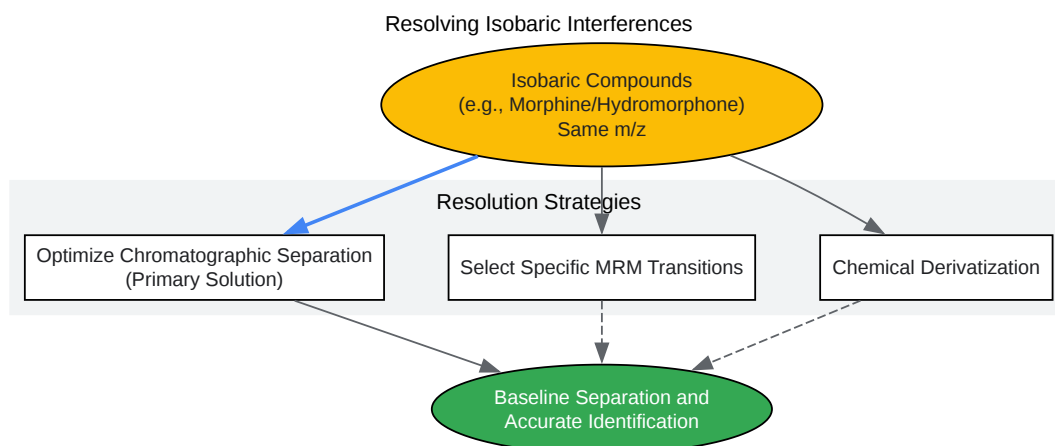 Resolving Isobaric Interferences
Isobaric Compounds
(e.g., Morphine/Hydromorphone)
Same m/z
Resolution Strategies
Optimize Chromatographic Separation
(Primary Solution)
Select Specific MRM Transitions
Chemical Derivatization
Baseline Separation and
Accurate Identification